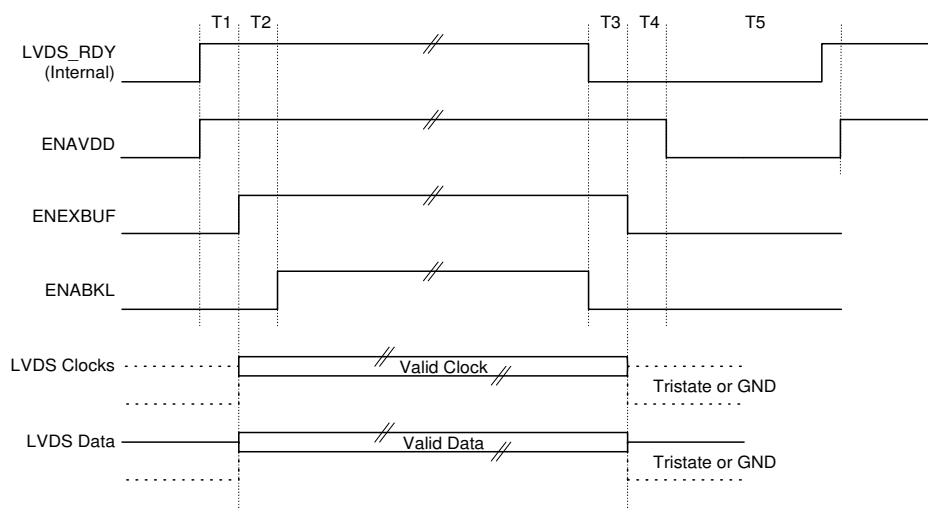 T1 T2 T3 T4 T5
LVDS_RDY
(Internal)
ENAVDD
ENEXBUF
ENABKL
LVDS Clocks
Valid Clock
Tristate or GND
LVDS Data
Valid Data
Tristate or GND